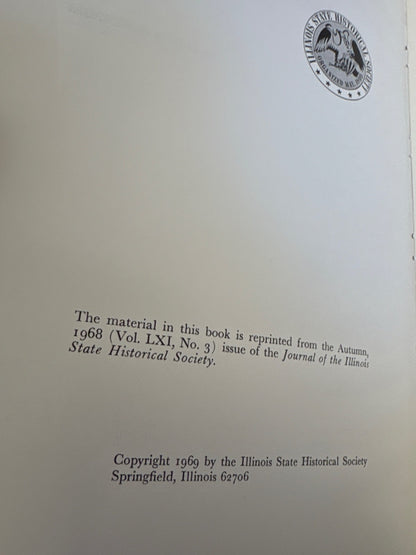 ILLINOIS STATE HISTORICAL SOCIETY
ORGANIZED MAY
The material in this book is reprinted from the Autumn,
1968 (Vol. LXI, No. 3) issue of the Journal of the Illinois
State Historical Society.
Copyright 1969 by the Illinois State Historical Society
Springfield, Illinois 62706